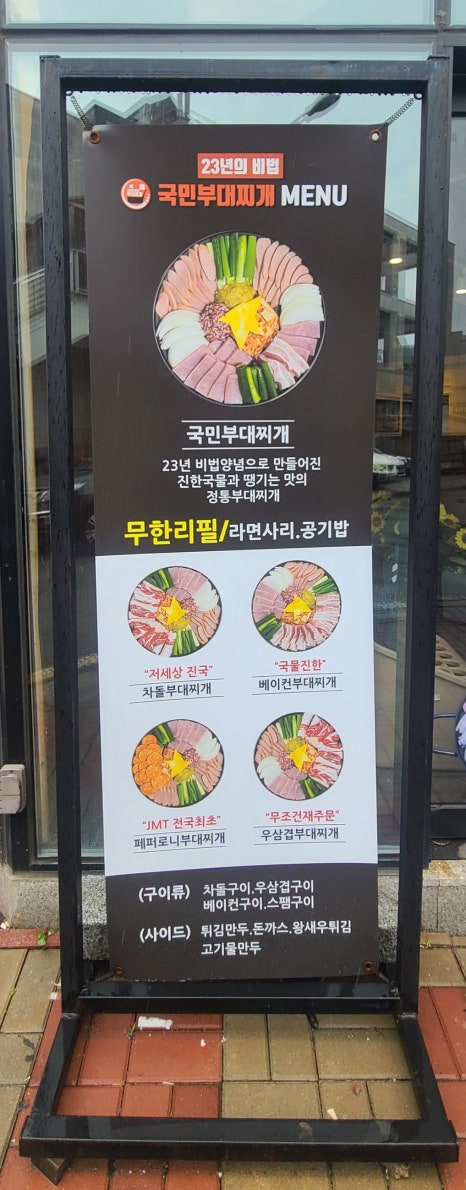 23년의 비법
국민부대찌개 MENU
국민부대찌개
23년 비법양념으로 만들어진
진한국물과 땡기는 맛의
정통부대찌개
무한리필/라면사리.공기밥
"저세상 진국"
차돌부대찌개
"국물진한"
베이컨부대찌개
"JMT 전국최초"
페퍼로니부대찌개
"무조건재주문"
우삼겹부대찌개
(구이류) 차돌구이.우삼겹구이
베이컨구이.스팸구이
(사이드) 튀김만두.돈까스.왕새우튀김
고기물만두